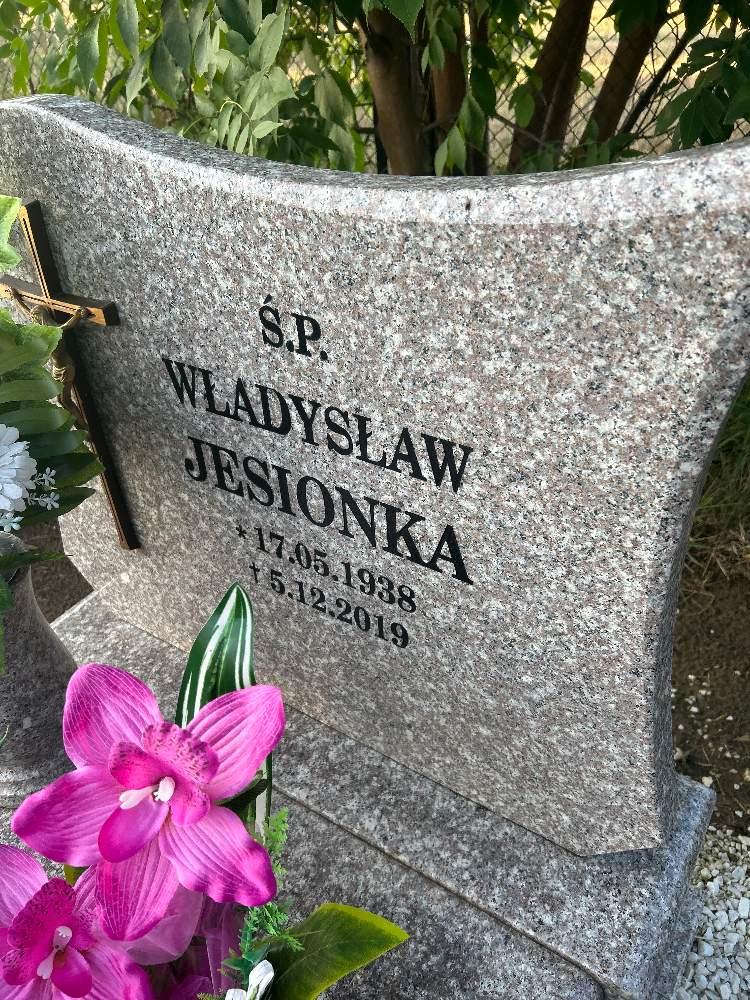 Ś.P.
WŁADYSŁAW
JESIONKA
* 17.05.1938
† 5.12.2019